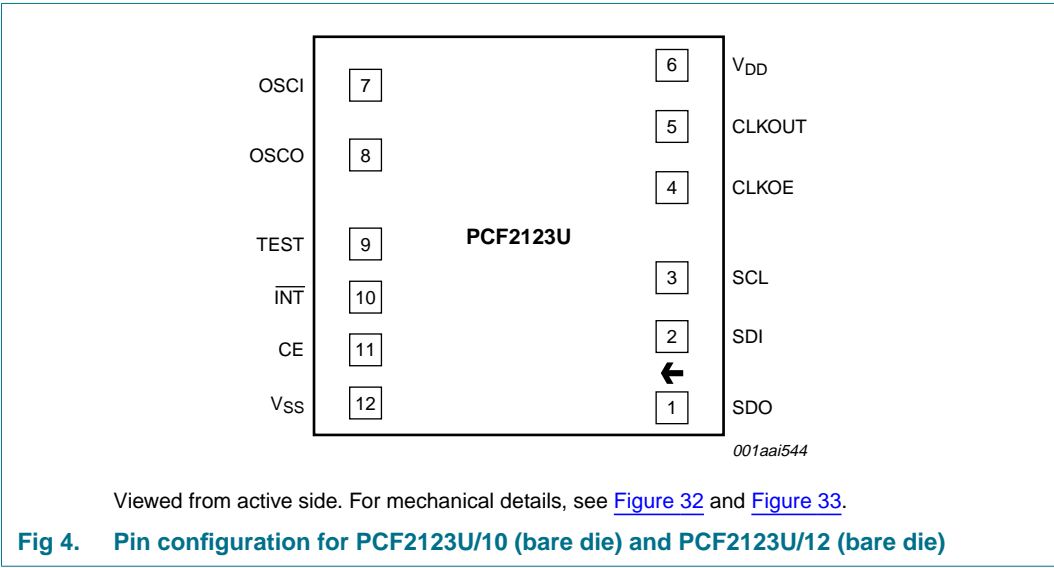 OSCI 7 6 VDD
5 CLKOUT
OSCO 8
4 CLKOE
TEST 9 PCF2123U
3 SCL
INT 10
2 SDI
CE 11
VSS 12 1 SDO
001aai544
Viewed from active side. For mechanical details, see Figure 32 and Figure 33.
Fig 4. Pin configuration for PCF2123U/10 (bare die) and PCF2123U/12 (bare die)